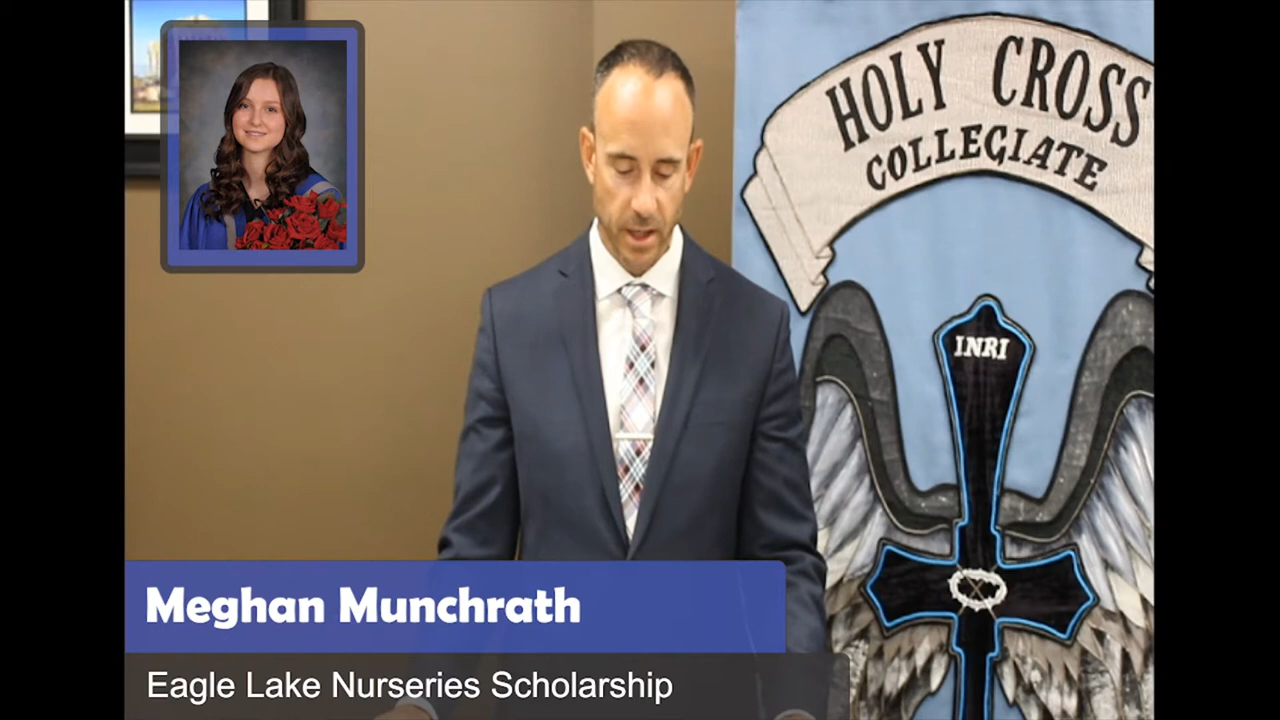 HOLY CROSS
COLLEGIATE
INRI
Meghan Munchrath
Eagle Lake Nurseries Scholarship